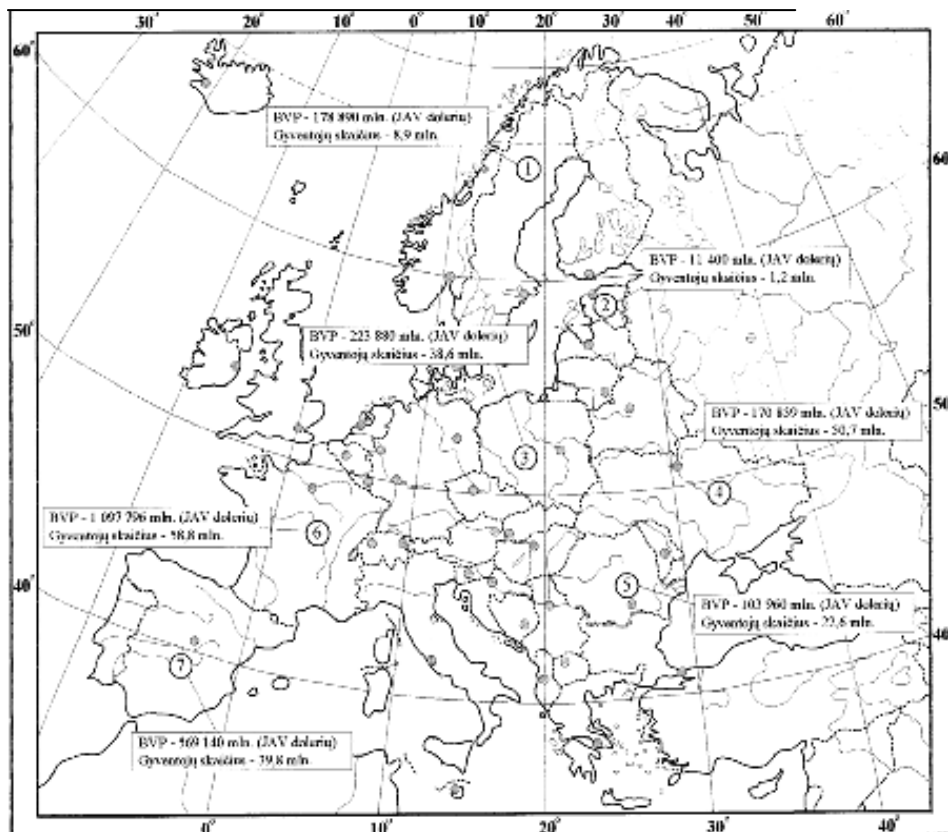 30° 20° 10° 0° 10° 20° 30° 40° 50° 60°
60°
BVP - 178 890 mln. (JAV dolerių)
Gyventojų skaičius - 8,9 mln.
1
60°
BVP - 11 400 mln. (JAV dolerių)
Gyventojų skaičius - 1,2 mln.
2
50°
BVP - 223 880 mln. (JAV dolerių)
Gyventojų skaičius - 38,6 mln.
50°
BVP - 170 859 mln. (JAV dolerių)
Gyventojų skaičius - 50,7 mln.
3
4
BVP - 1 097 796 mln. (JAV dolerių)
Gyventojų skaičius - 58,8 mln.
6
40°
5
BVP - 103 960 mln. (JAV dolerių)
Gyventojų skaičius - 22,6 mln.
40°
7
BVP - 569 140 mln. (JAV dolerių)
Gyventojų skaičius - 39,8 mln.
0° 10° 20° 30° 40°